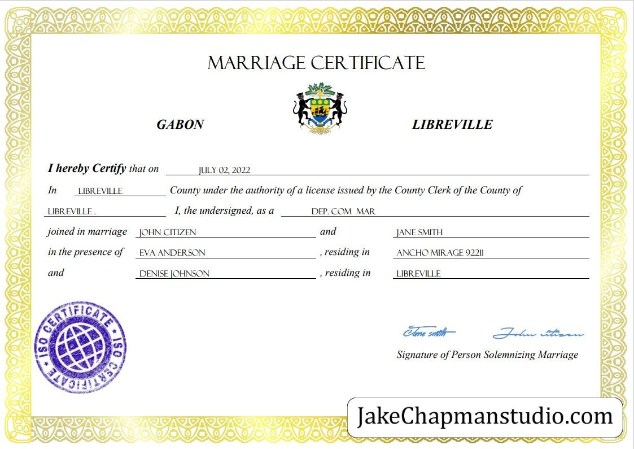 MARRIAGE CERTIFICATE
GABON LIBREVILLE
I hereby Certify that on JULY 02, 2022
In LIBREVILLE County under the authority of a license issued by the County Clerk of the County of
LIBREVILLE . I, the undersigned, as a DEP. COM MAR
joined in marriage JOHN CITIZEN and JANE SMITH
in the presence of EVA ANDERSON , residing in ANCHO MIRAGE 92211
and DENISE JOHNSON , residing in LIBREVILLE
ISO CERTIFICATE ISO CERTIFICATE
Jane smith John citizen
Signature of Person Solemnizing Marriage
JakeChapmanstudio.com